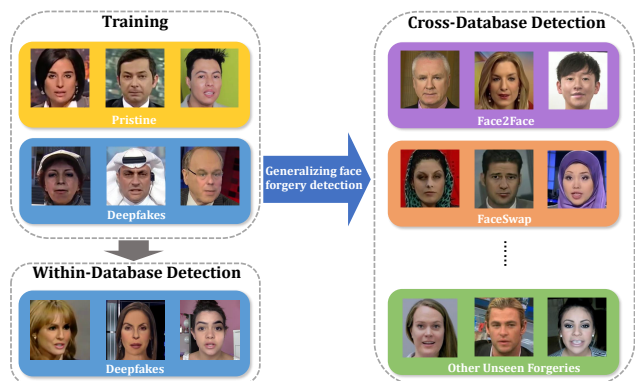 Training
Pristine
Deepfakes
Within-Database Detection
Deepfakes
Generalizing face
forgery detection
Cross-Database Detection
Face2Face
FaceSwap
Other Unseen Forgeries